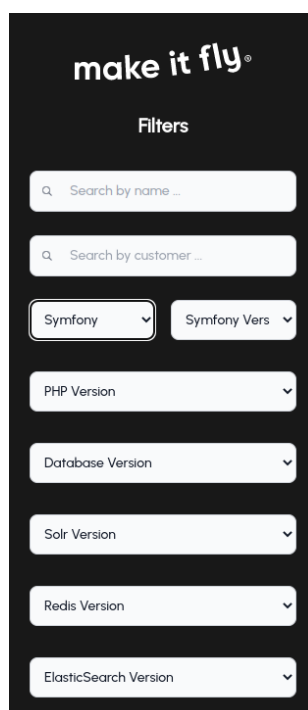 make it fly®
Filters
Search by name ...
Search by customer ...
Symfony
Symfony Vers
PHP Version
Database Version
Solr Version
Redis Version
ElasticSearch Version